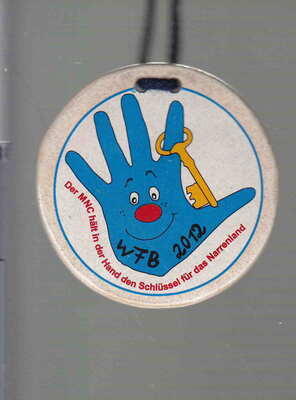 Der MNC hält in der Hand den Schlüssel für das Narrenland
WFB
2012